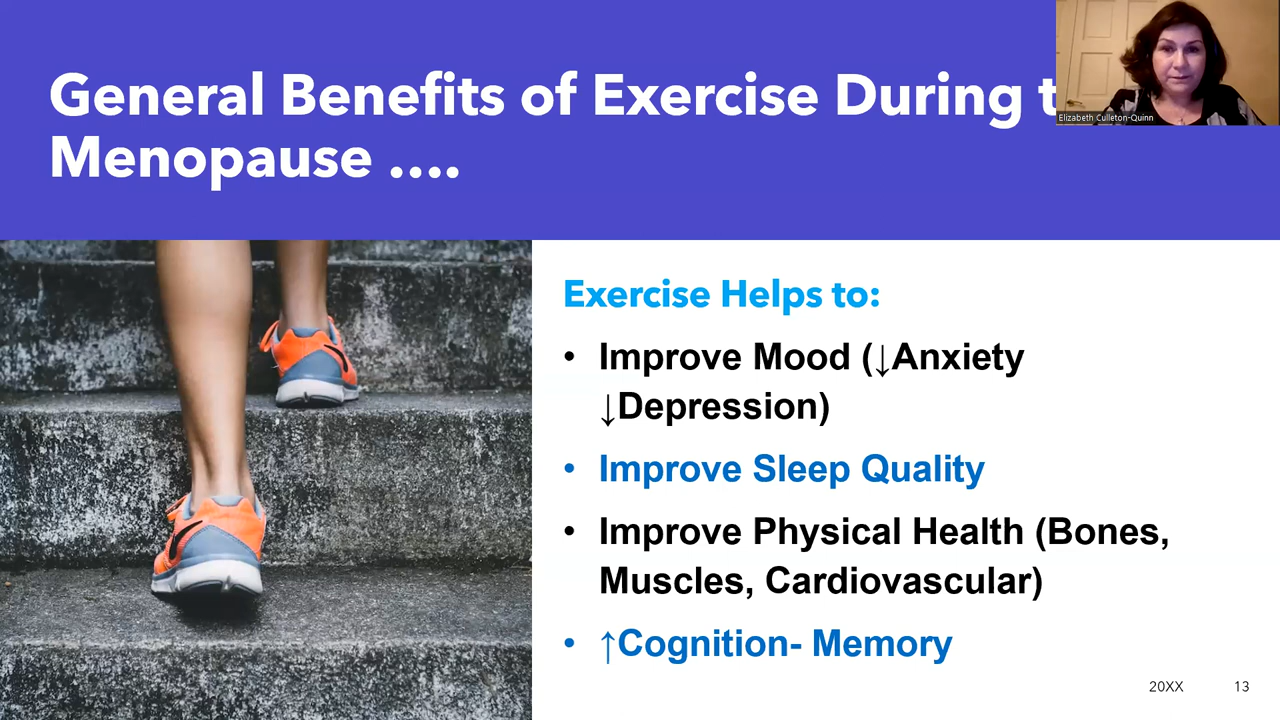 General Benefits of Exercise During t
Menopause ....
Elizabeth Culleton-Quinn
Exercise Helps to:
• Improve Mood (↓Anxiety
↓Depression)
• Improve Sleep Quality
• Improve Physical Health (Bones,
Muscles, Cardiovascular)
• ↑Cognition- Memory
20XX 13